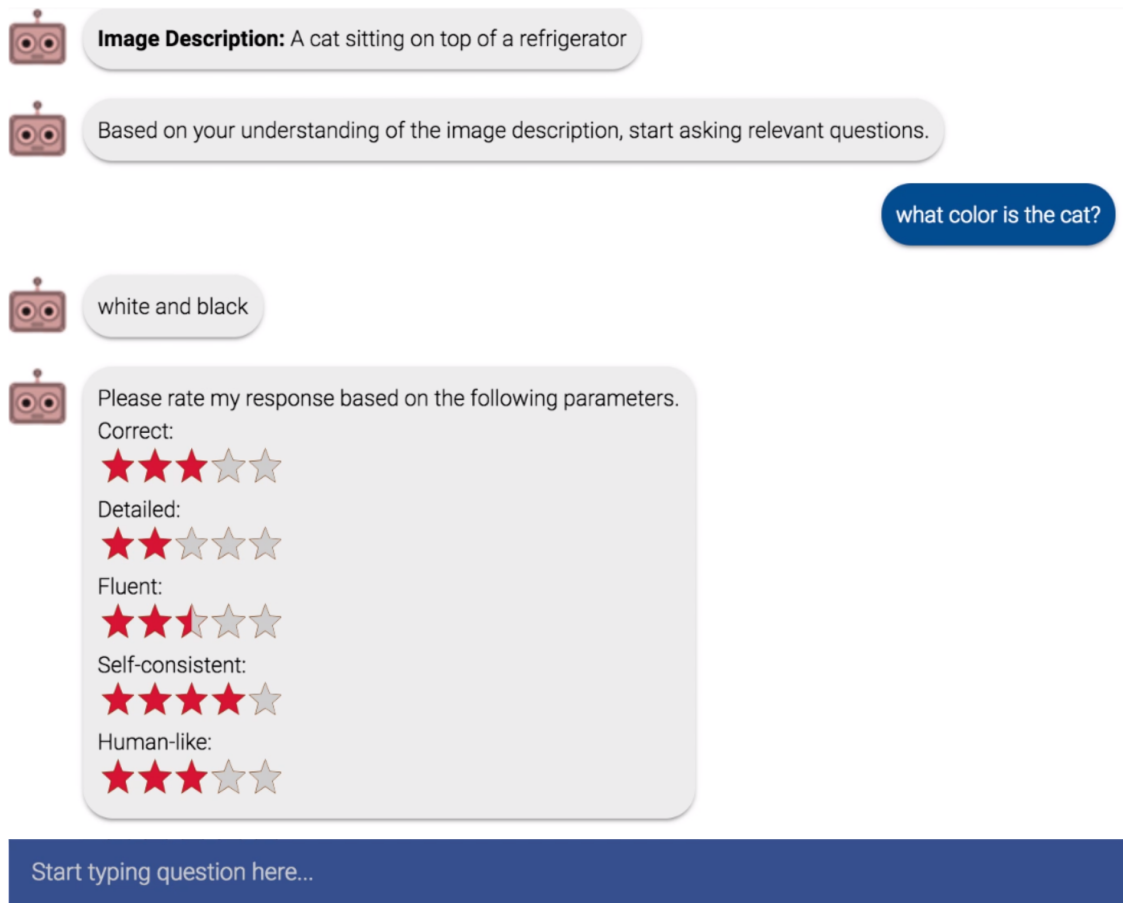 Image Description: A cat sitting on top of a refrigerator
Based on your understanding of the image description, start asking relevant questions.
what color is the cat?
white and black
Please rate my response based on the following parameters.
Correct:
Detailed:
Fluent:
Self-consistent:
Human-like:
Start typing question here...